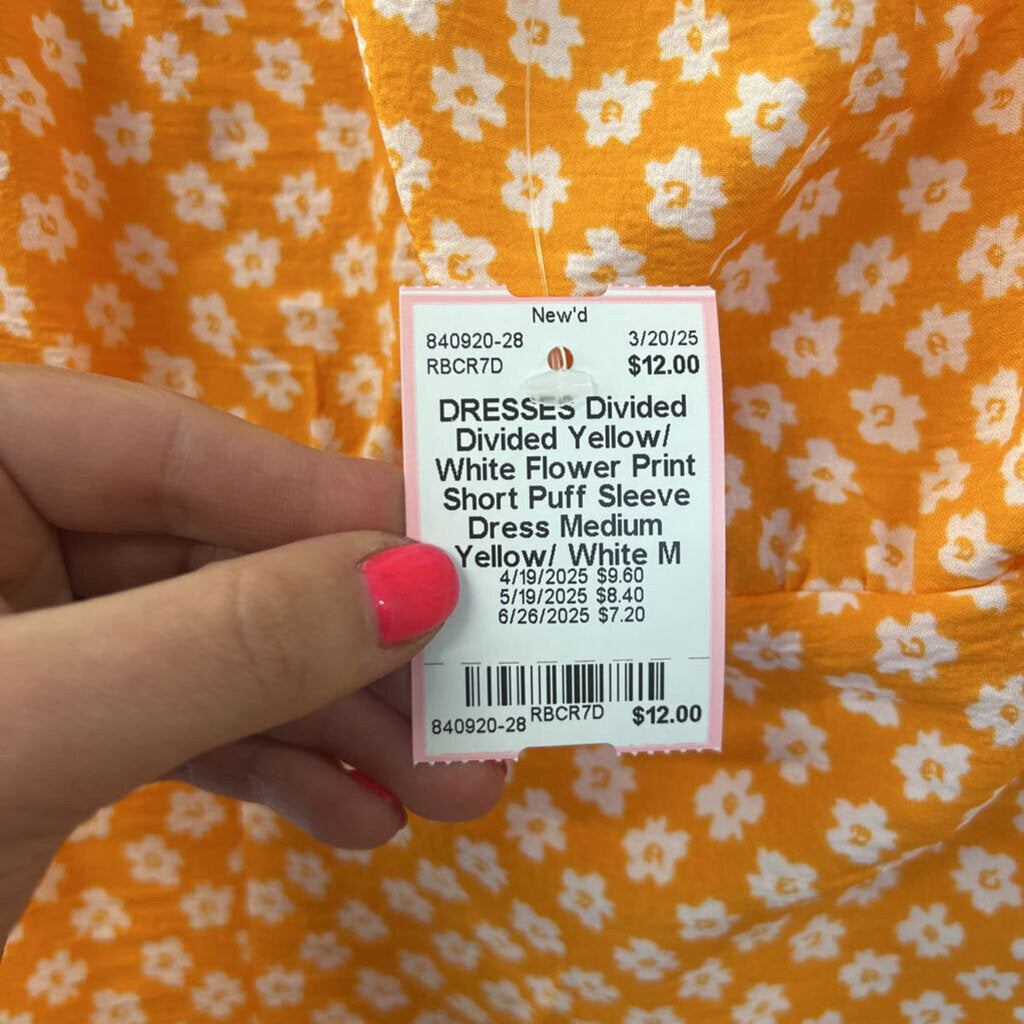 New'd
840920-28 3/20/25
RBCR7D $12.00
DRESSES Divided
Divided Yellow/
White Flower Print
Short Puff Sleeve
Dress Medium
Yellow/ White M
4/19/2025 $9.60
5/19/2025 $8.40
6/26/2025 $7.20
840920-28 RBCR7D $12.00